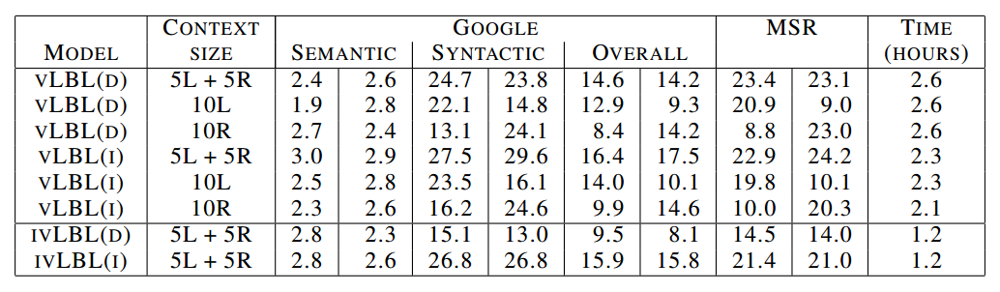 CONTEXT GOOGLE MSR TIME
MODEL SIZE SEMANTIC SYNTACTIC OVERALL (HOURS)
VLBL(D) 5L + 5R 2.4 2.6 24.7 23.8 14.6 14.2 23.4 23.1 2.6
VLBL(D) 10L 1.9 2.8 22.1 14.8 12.9 9.3 20.9 9.0 2.6
VLBL(D) 10R 2.7 2.4 13.1 24.1 8.4 14.2 8.8 23.0 2.6
VLBL(I) 5L + 5R 3.0 2.9 27.5 29.6 16.4 17.5 22.9 24.2 2.3
VLBL(I) 10L 2.5 2.8 23.5 16.1 14.0 10.1 19.8 10.1 2.3
VLBL(I) 10R 2.3 2.6 16.2 24.6 9.9 14.6 10.0 20.3 2.1
IVLBL(D) 5L + 5R 2.8 2.3 15.1 13.0 9.5 8.1 14.5 14.0 1.2
IVLBL(I) 5L + 5R 2.8 2.6 26.8 26.8 15.9 15.8 21.4 21.0 1.2